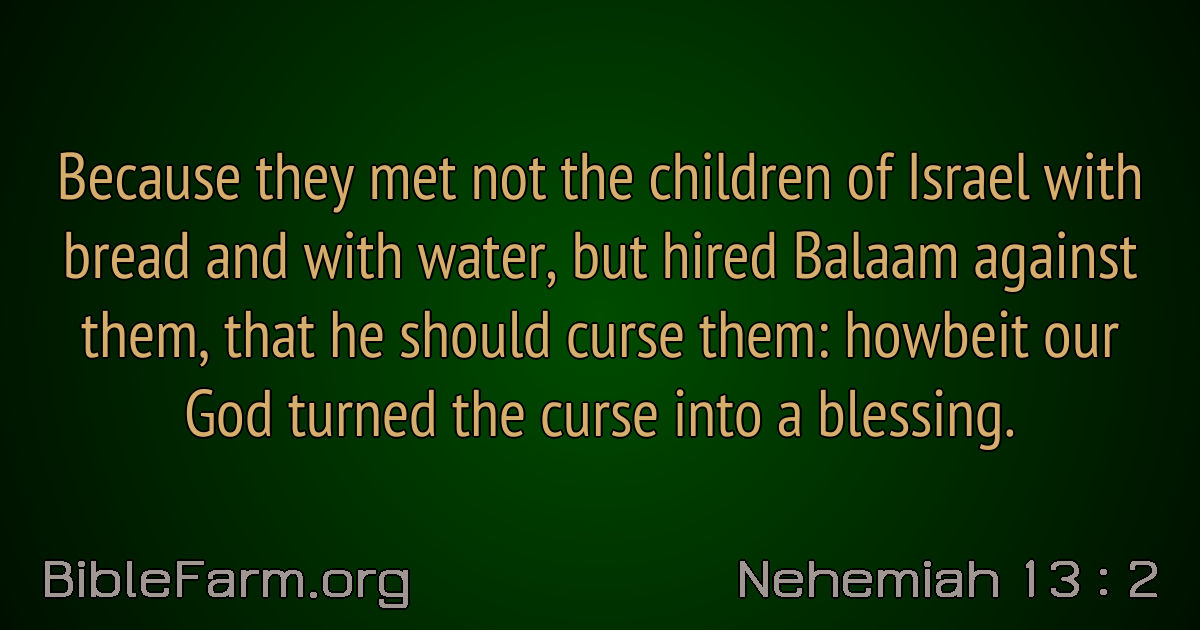 Because they met not the children of Israel with
bread and with water, but hired Balaam against
them, that he should curse them: howbeit our
God turned the curse into a blessing.
BibleFarm.org
Nehemiah 13 : 2